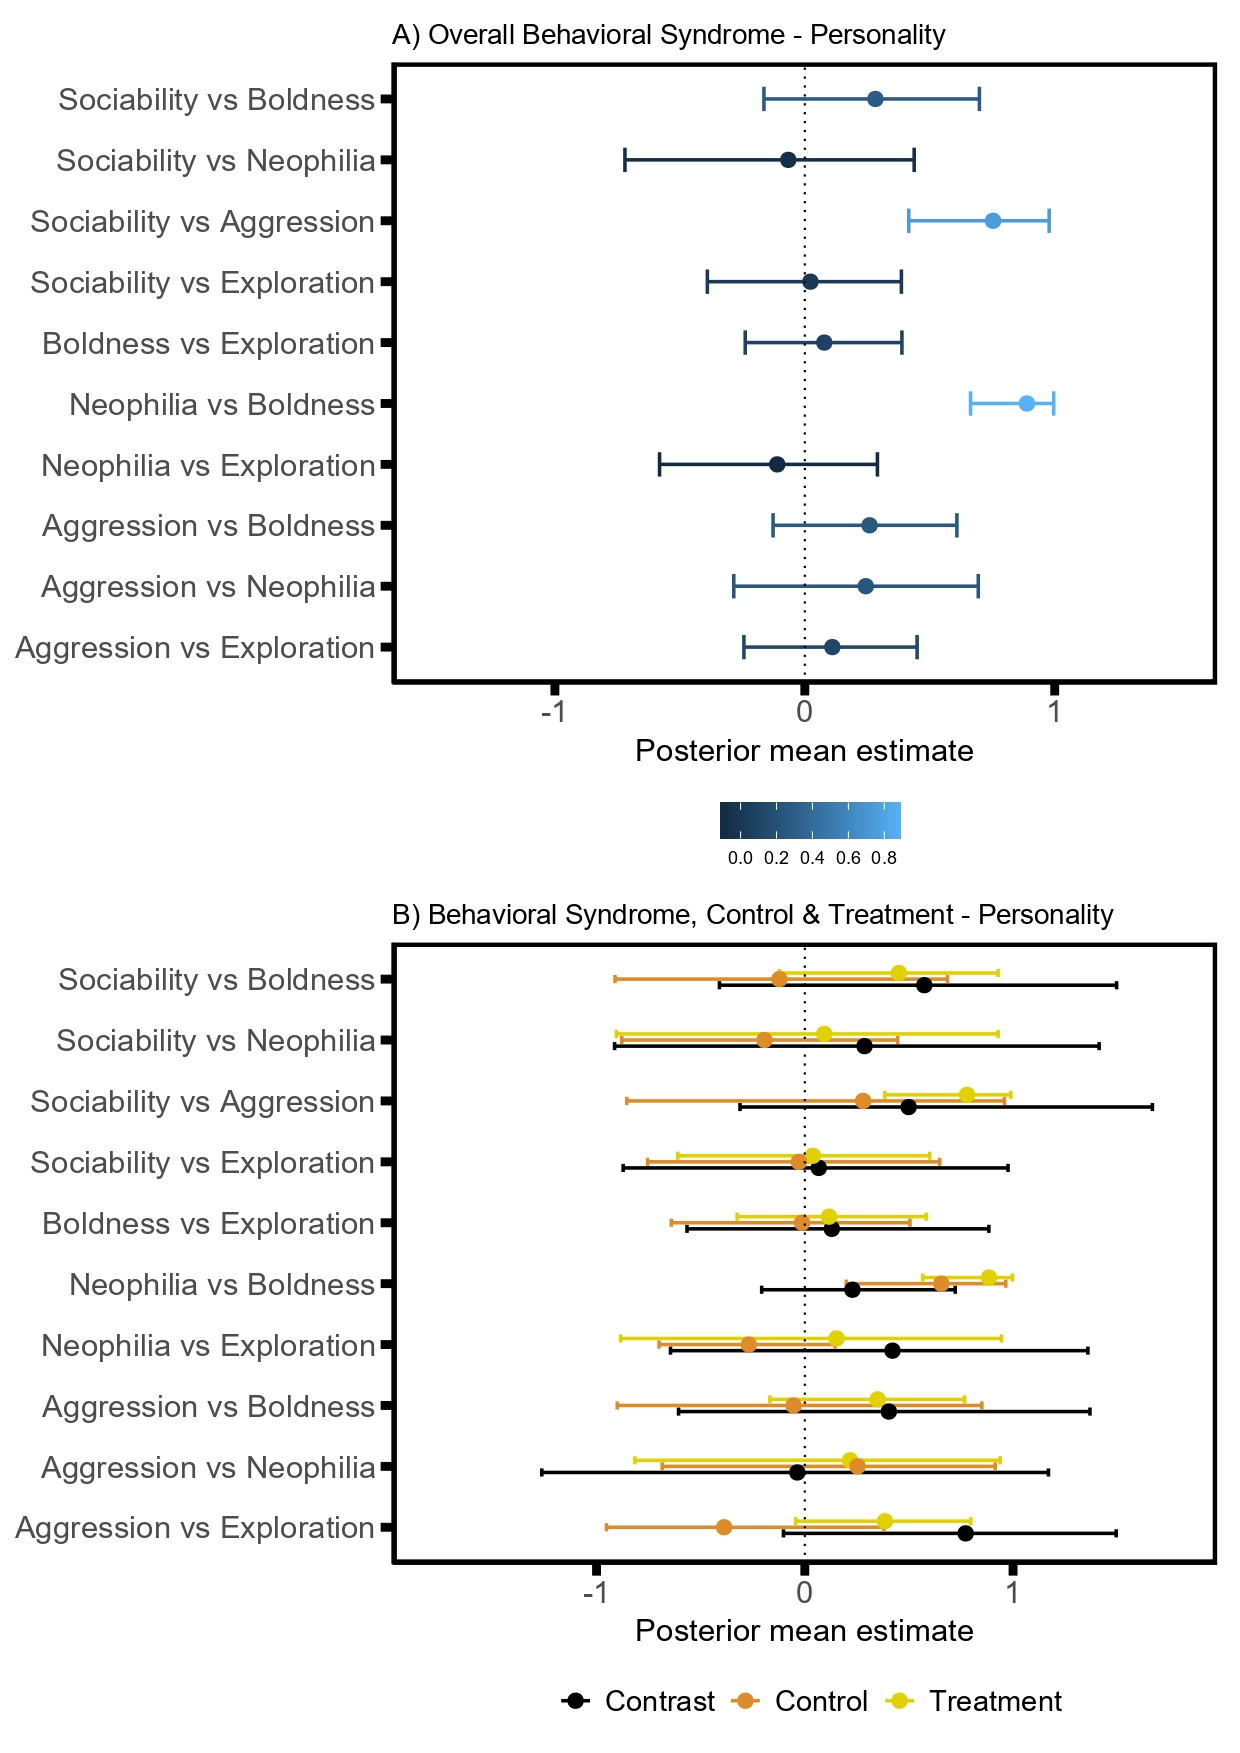 A) Overall Behavioral Syndrome - Personality
Sociability vs Boldness
Sociability vs Neophilia
Sociability vs Aggression
Sociability vs Exploration
Boldness vs Exploration
Neophilia vs Boldness
Neophilia vs Exploration
Aggression vs Boldness
Aggression vs Neophilia
Aggression vs Exploration
-1 0 1
Posterior mean estimate
0.0 0.2 0.4 0.6 0.8
B) Behavioral Syndrome, Control & Treatment - Personality
Sociability vs Boldness
Sociability vs Neophilia
Sociability vs Aggression
Sociability vs Exploration
Boldness vs Exploration
Neophilia vs Boldness
Neophilia vs Exploration
Aggression vs Boldness
Aggression vs Neophilia
Aggression vs Exploration
-1 0 1
Posterior mean estimate
Contrast Control Treatment